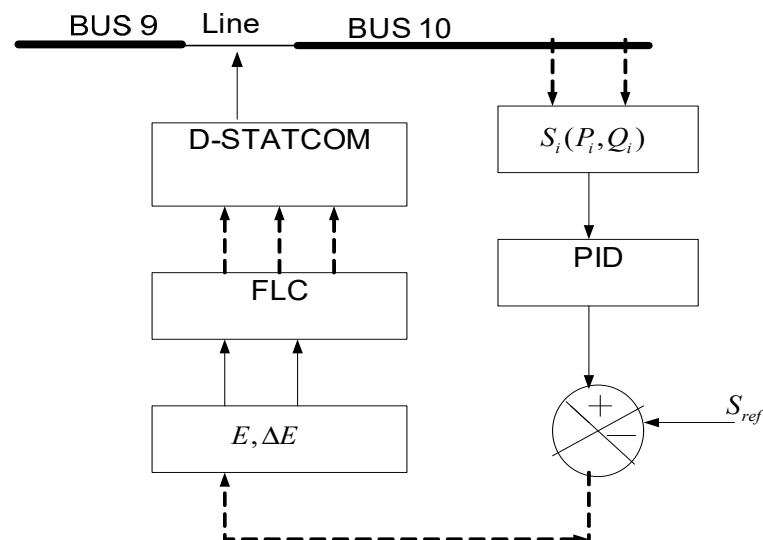 BUS 9
Line
BUS 10
D-STATCOM
S_i(P_i,Q_i)
FLC
PID
E,ΔE
+
—
S_ref